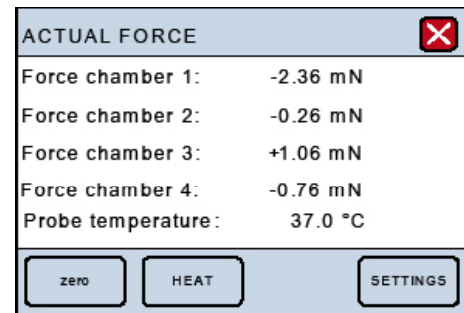 ACTUAL FORCE
Force chamber 1: -2.36 mN
Force chamber 2: -0.26 mN
Force chamber 3: +1.06 mN
Force chamber 4: -0.76 mN
Probe temperature: 37.0 °C
zero HEAT SETTINGS